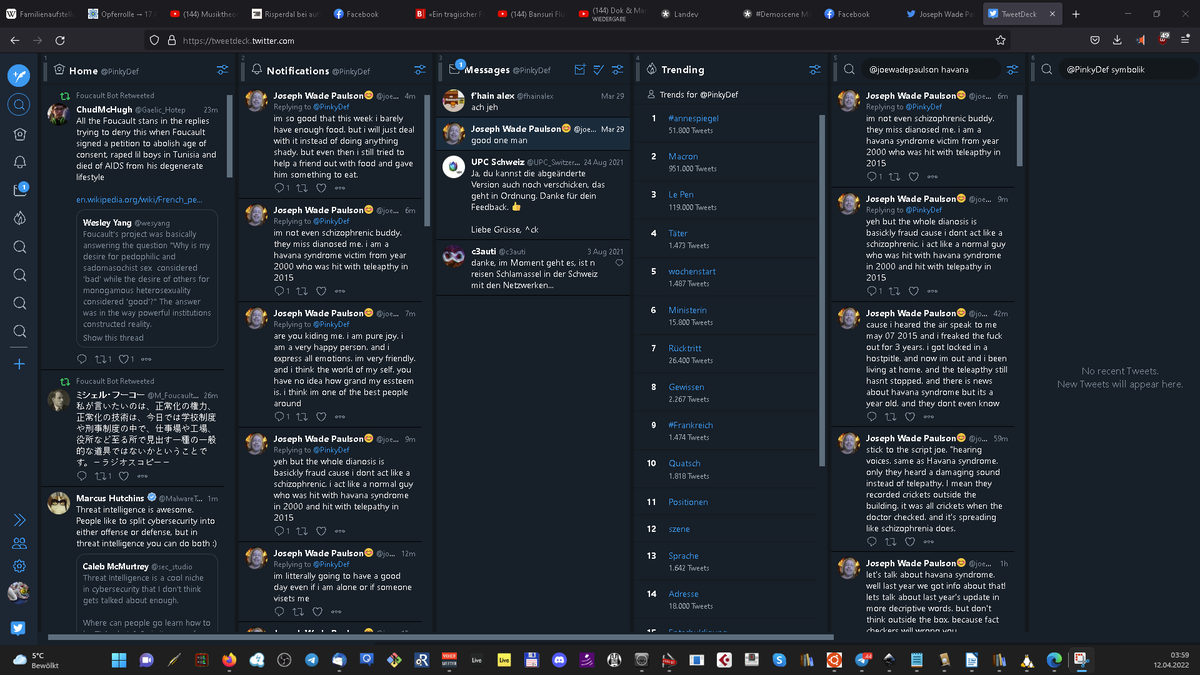 Familienaufstell
Opferrolle → 17
(144) Musiktheo
Risperdal bei aut
Facebook
«Ein tragischer F
(144) Bansuri Flu
(144) Dok & Ma
WIEDERGABE
Landev
#Demoscene M
Facebook
Joseph Wade Pa
TweetDeck
https://tweetdeck.twitter.com
49
1
Home @PinkyDef
Foucault Bot Retweeted
ChudMcHugh @Gaelic_Hotep 23m
All the Foucault stans in the replies
trying to deny this when Foucault
signed a petition to abolish age of
consent, raped lil boys in Tunisia and
died of AIDS from his degenerate
lifestyle
en.wikipedia.org/wiki/French_pe...
Wesley Yang @wesyang
Foucault's project was basically
answering the question "Why is my
desire for pedophilic and
sadomasochist sex considered
'bad' while the desire of others for
monogamous heterosexuality
considered 'good'?" The answer
was in the way powerful institutions
constructed reality.
Show this thread
1 1
Foucault Bot Retweeted
ミシェル・フーコー @M_Foucault... 26m
私が言いたいのは、正常化の権力、
正常化の技術は、今日では学校制度
や刑事制度の中で、仕事場や工場、
役所など至る所で見出す一種の一般
的な道具ではないかということで
す。－ラジオスコピー－
1
Marcus Hutchins @MalwareT... 1m
Threat intelligence is awesome.
People like to split cybersecurity into
either offense or defense, but in
threat intelligence you can do both :)
Caleb McMurtrey @sec_studio
Threat Intelligence is a cool niche
in cybersecurity that I don't think
gets talked about enough.
Where can people go learn how to
2
Notifications @PinkyDef
Joseph Wade Paulson😊 @joe... 4m
Replying to @PinkyDef
im so good that this week i barely
have enough food. but i will just deal
with it instead of doing anything
shady. but even then i still tried to
help a friend out with food and gave
him something to eat.
1
Joseph Wade Paulson😊 @joe... 6m
Replying to @PinkyDef
im not even schizophrenic buddy.
they miss dianosed me. i am a
havana syndrome victim from year
2000 who was hit with teleapthy in
2015
1
Joseph Wade Paulson😊 @joe... 7m
Replying to @PinkyDef
are you kiding me. i am pure joy. i
am a very happy person. and i
express all emotions. im very friendly.
and i think the world of my self. you
have no idea how grand my essteem
is. i think im one of the best people
around
1
Joseph Wade Paulson😊 @joe... 9m
Replying to @PinkyDef
yeh but the whole dianosis is
basickly fraud cause i dont act like a
schizophrenic. i act like a normal guy
who was hit with havana syndrome
in 2000 and hit with telepathy in
2015
1
Joseph Wade Paulson😊 @joe... 12m
Replying to @PinkyDef
im litterally going to have a good
day even if i am alone or if someone
visets me
3
1
Messages @PinkyDef
f'hain alex @fhainalex Mar 29
ach jeh
Joseph Wade Paulson😊 @joe... Mar 29
good one man
UPC Schweiz @UPC_Switzer... 24 Aug 2021
Ja, du kannst die abgeänderte
Version auch noch verschicken, das
geht in Ordnung. Danke für dein
Feedback. 👍
Liebe Grüsse, ^ck
c3auti @c3auti 3 Aug 2021
danke, im Moment geht es, ist n
reisen Schlamassel in der Schweiz
mit den Netzwerken...
4
Trending
Trends for @PinkyDef
1 #annespiegel
51.800 Tweets
2 Macron
951.000 Tweets
3 Le Pen
119.000 Tweets
4 Täter
1.473 Tweets
5 wochenstart
1.487 Tweets
6 Ministerin
15.800 Tweets
7 Rücktritt
26.400 Tweets
8 Gewissen
2.267 Tweets
9 #Frankreich
1.474 Tweets
10 Quatsch
1.818 Tweets
11 Positionen
12 szene
13 Sprache
1.642 Tweets
14 Adresse
18.000 Tweets
15 Entschuldigung
5
@joewadepaulson havana
Joseph Wade Paulson😊 @joe... 6m
Replying to @PinkyDef
im not even schizophrenic buddy.
they miss dianosed me. i am a
havana syndrome victim from year
2000 who was hit with teleapthy in
2015
1
Joseph Wade Paulson😊 @joe... 9m
Replying to @PinkyDef
yeh but the whole dianosis is
basickly fraud cause i dont act like a
schizophrenic. i act like a normal guy
who was hit with havana syndrome
in 2000 and hit with telepathy in
2015
1
Joseph Wade Paulson😊 @joe... 42m
cause i heard the air speak to me
may 07 2015 and i freaked the fuck
out for 3 years. i got locked in a
hostpitle. and now im out and i been
living at home. and the telepathy still
hasnt stopped. and there is news
about havana syndrome but its a
year old. and they dont even know
Joseph Wade Paulson😊 @joe... 59m
stick to the script joe. "hearing
voices. same as Havana syndrome.
only they heard a damaging sound
instead of telepathy. I mean they
recorded crickets outside the
building. it was all crickets when the
doctor checked. and it's spreading
like schizophrenia does.
Joseph Wade Paulson😊 @joe... 1h
let's talk about havana syndrome.
well last year we got info about that!
lets talk about last year's update in
more decriptive words. but don't
think outside the box. because fact
checkers will wrong you
6
@PinkyDef symbolik
No recent Tweets.
New Tweets will appear here.
5°C
Bewölkt
Live
Live
44
03:59
12.04.2022